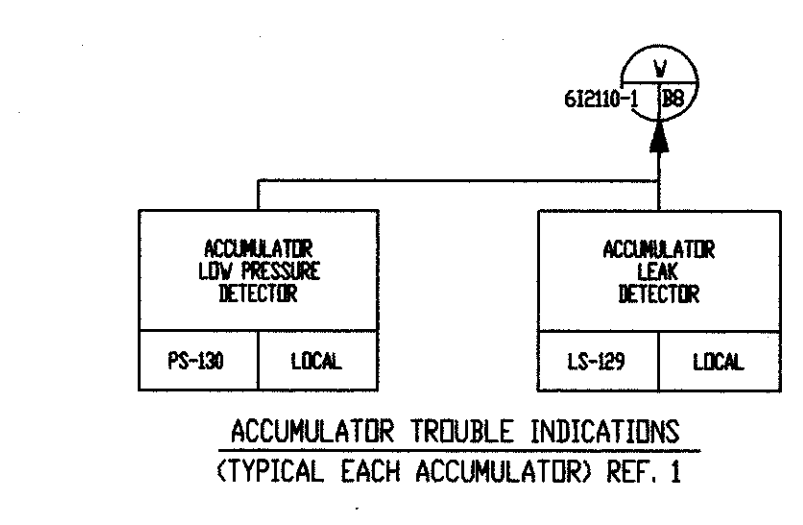 V
6I2110-1 B8
ACCUMULATOR
LOW PRESSURE
DETECTOR
PS-130 LOCAL
ACCUMULATOR
LEAK
DETECTOR
LS-129 LOCAL
ACCUMULATOR TROUBLE INDICATIONS
(TYPICAL EACH ACCUMULATOR) REF. 1